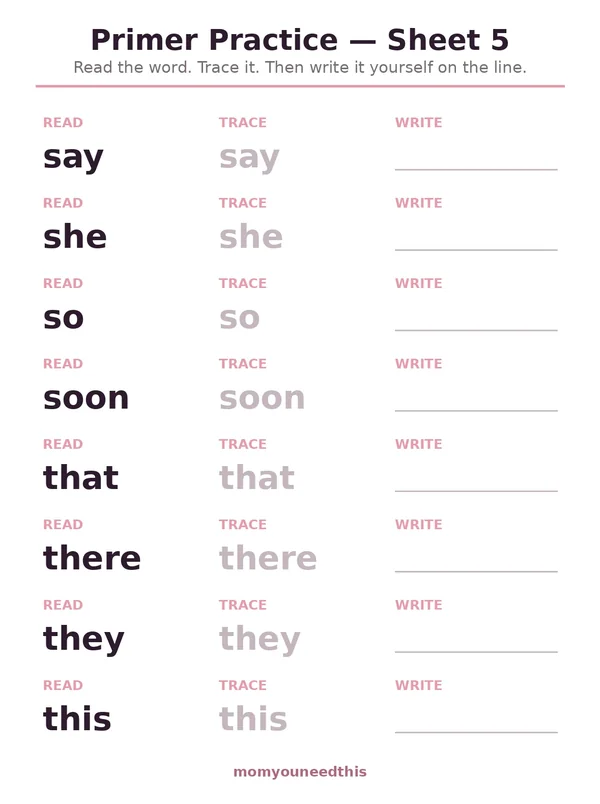 Primer Practice — Sheet 5
Read the word. Trace it. Then write it yourself on the line.
READ TRACE WRITE
say say
READ TRACE WRITE
she she
READ TRACE WRITE
so so
READ TRACE WRITE
soon soon
READ TRACE WRITE
that that
READ TRACE WRITE
there there
READ TRACE WRITE
they they
READ TRACE WRITE
this this
momyouneedthis